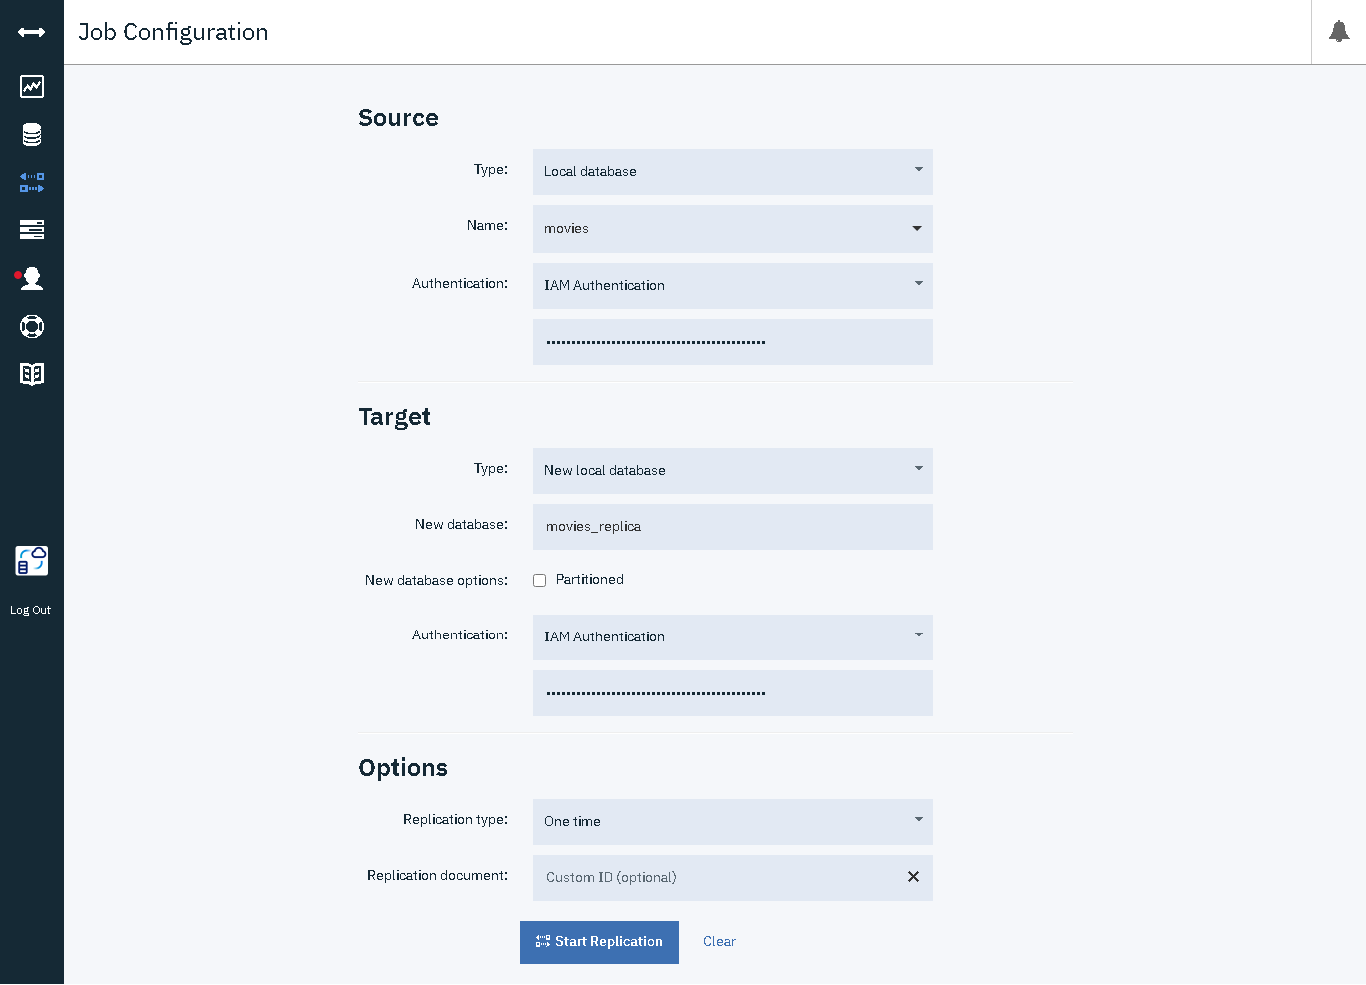 Job Configuration
Source
Type:
Local database
Name:
movies
Authentication:
IAM Authentication
••••••••••••••••••••••••••••••••••••••••••••
Target
Type:
New local database
New database:
movies_replica
New database options:
Partitioned
Authentication:
IAM Authentication
••••••••••••••••••••••••••••••••••••••••••••
Log Out
Options
Replication type:
One time
Replication document:
Custom ID (optional)
Start Replication
Clear